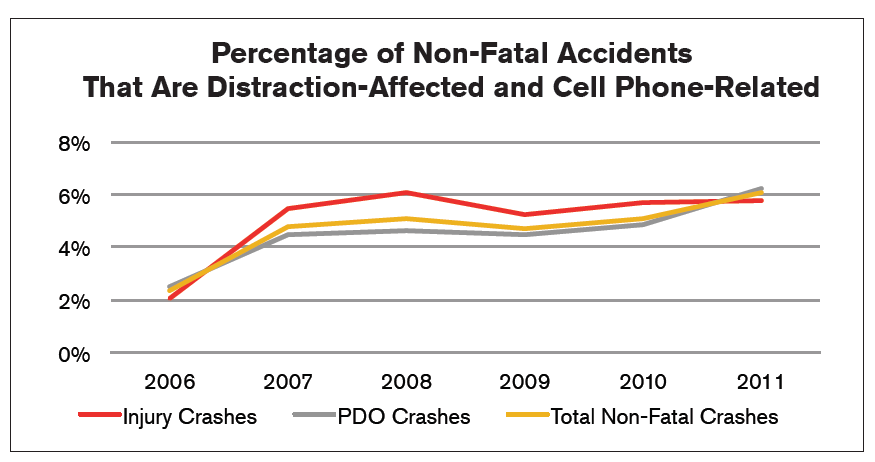 Percentage of Non-Fatal Accidents
That Are Distraction-Affected and Cell Phone-Related
8%
6%
4%
2%
0%
2006 2007 2008 2009 2010 2011
Injury Crashes PDO Crashes Total Non-Fatal Crashes